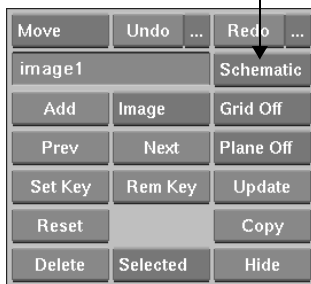 Move Undo ... Redo ...
image1 Schematic
Add Image Grid Off
Prev Next Plane Off
Set Key Rem Key Update
Reset Copy
Delete Selected Hide